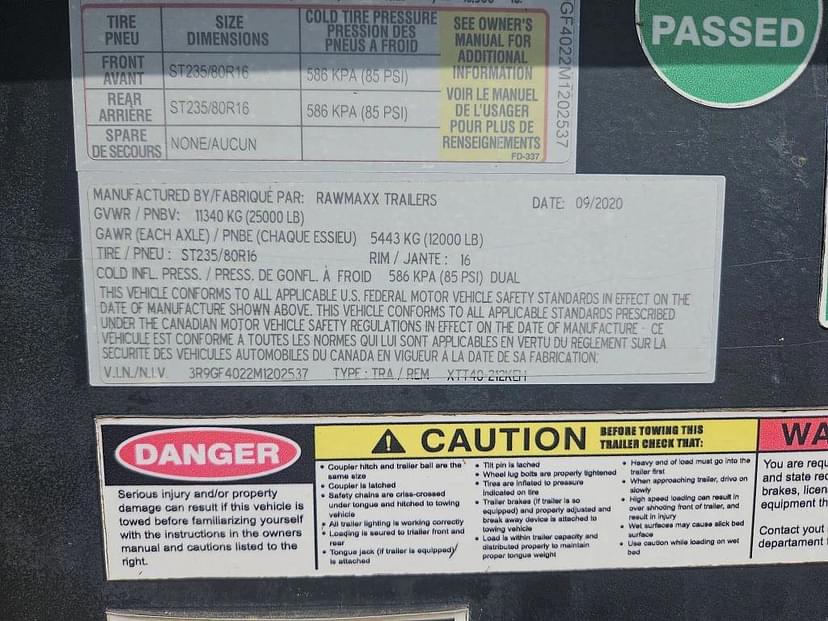 TIRE SIZE COLD TIRE PRESSURE SEE OWNER'S
PNEU DIMENSIONS PRESSION DES MANUAL FOR
PNEUS A FROID ADDITIONAL
FRONT ST235/80R16 586 KPA (85 PSI) INFORMATION
AVANT
REAR ST235/80R16 586 KPA (85 PSI) VOIR LE MANUEL
ARRIÈRE DE L'USAGER
SPARE NONE/AUCUN POUR PLUS DE
DE SECOURS RENSEIGNEMENTS
FD-337
GF4022M1202537
PASSED
MANUFACTURED BY/FABRIQUÉ PAR: RAWMAXX TRAILERS DATE: 09/2020
GVWR / PNBV: 11340 KG (25000 LB)
GAWR (EACH AXLE) / PNBE (CHAQUE ESSIEU) 5443 KG (12000 LB)
TIRE / PNEU : ST235/80R16 RIM / JANTE : 16
COLD INFL. PRESS. / PRESS. DE GONFL. À FROID 586 KPA (85 PSI) DUAL
THIS VEHICLE CONFORMS TO ALL APPLICABLE U.S. FEDERAL MOTOR VEHICLE SAFETY STANDARDS IN EFFECT ON THE
DATE OF MANUFACTURE SHOWN ABOVE. THIS VEHICLE CONFORMS TO ALL APPLICABLE STANDARDS PRESCRIBED
UNDER THE CANADIAN MOTOR VEHICLE SAFETY REGULATIONS IN EFFECT ON THE DATE OF MANUFACTURE - CE
VEHICULE EST CONFORME A TOUTES LES NORMES QUI LUI SONT APPLICABLES EN VERTU DU REGLEMENT SUR LA
SECURITE DES VEHICULES AUTOMOBILES DU CANADA EN VIGUEUR À LA DATE DE SA FABRICATION:
V.I.N./N.I.V. 3R9GF4022M1202537 TYPE : TRA / REM XTT40-212KEH
DANGER
Serious injury and/or property
damage can result if this vehicle is
towed before familiarizing yourself
with the instructions in the owners
manual and cautions listed to the
right.
CAUTION BEFORE TOWING THIS
TRAILER CHECK THAT:
• Coupler hitch and trailer ball are the
same size
• Coupler is latched
• Safety chains are criss-crossed
under tongue and hitched to towing
vehicle
• All trailer lighting is working correctly
• Loading is seured to trialler front and
rear
• Tongue jack (if trailer is equipped)
is attached
• Tilt pin is lached
• Wheel lug bolts are properly tightened
• Tires are inflated to pressure
indicated on tire
• Trailer brakes (if trailer is so
equipped) and properly adjusted and
break away device is attached to
towing vehicle
• Load is within trailer capacity and
distributed properly to maintain
proper tongue weight
• Heavy end of load must go into the
trailer first
• When approaching trailer, drive on
slowly
• High speed loading can result in
over shhoting front of trailer, and
result in injury
• Wet surfaces may cause slick bed
surface
• Use caution while loading on wet
bed
WA
You are requ
and state rec
brakes, licen
equipment th
Contact yout
departament